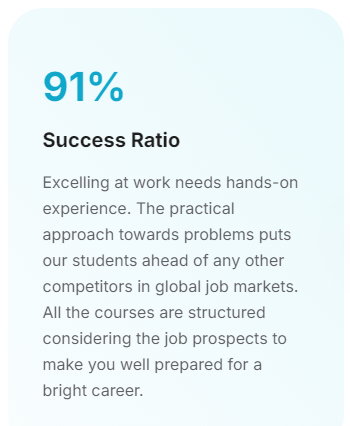 91%
Success Ratio
Excelling at work needs hands-on
experience. The practical
approach towards problems puts
our students ahead of any other
competitors in global job markets.
All the courses are structured
considering the job prospects to
make you well prepared for a
bright career.